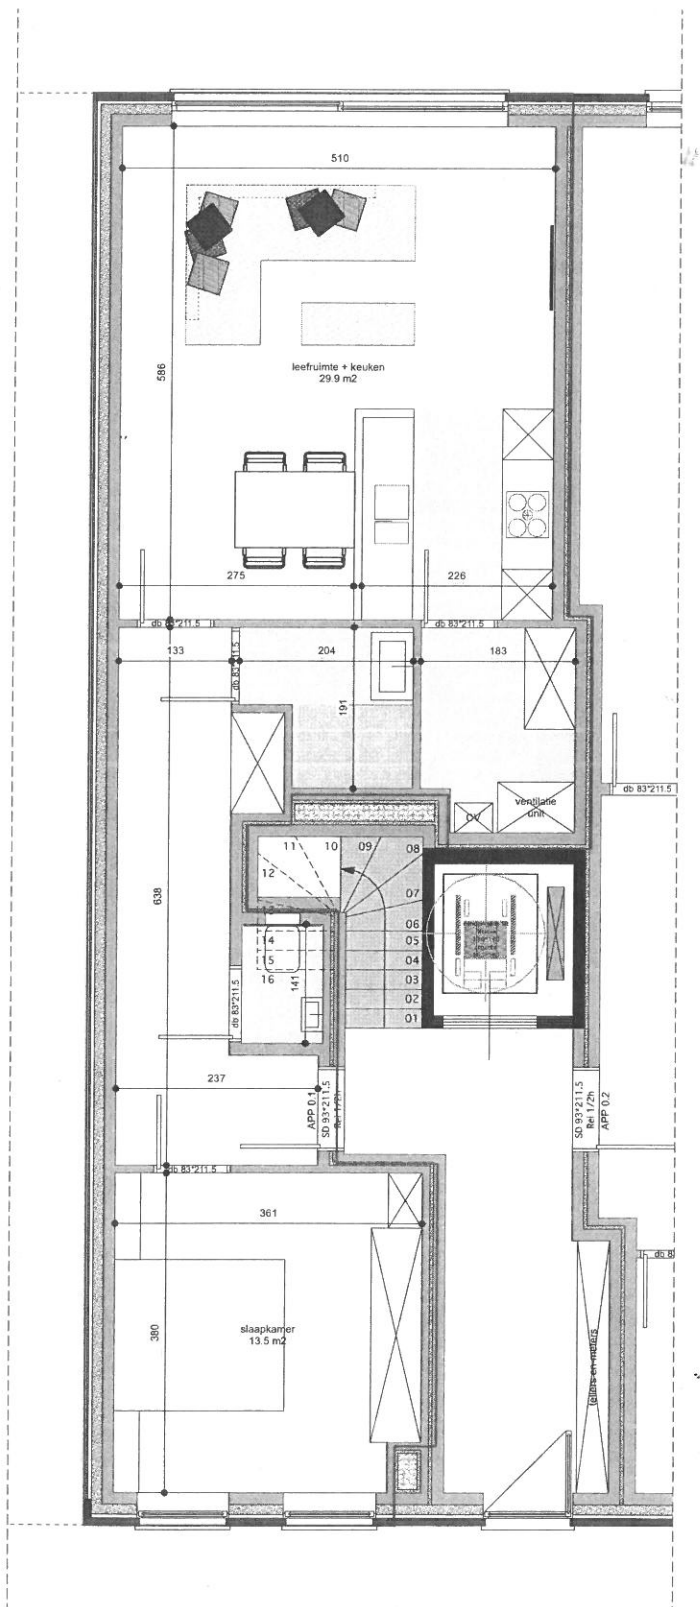 510
586
leefruimte + keuken
29.9 m2
275
226
db 83*211.5
db 83*211.5
133
204
183
db 83*211.5
191
ventilatie
unit
CV
db 83*211.5
11
10
09
08
12
07
638
06
14
05
15
04
16
03
141
02
01
db 83*211.5
237
APP 0.1
SD 93*211.5
Rei 1/2h
SD 93*211.5
Rei 1/2h
APP 0.2
db 83*211.5
361
db 8
380
slaapkamer
13.5 m2
tellers en meters